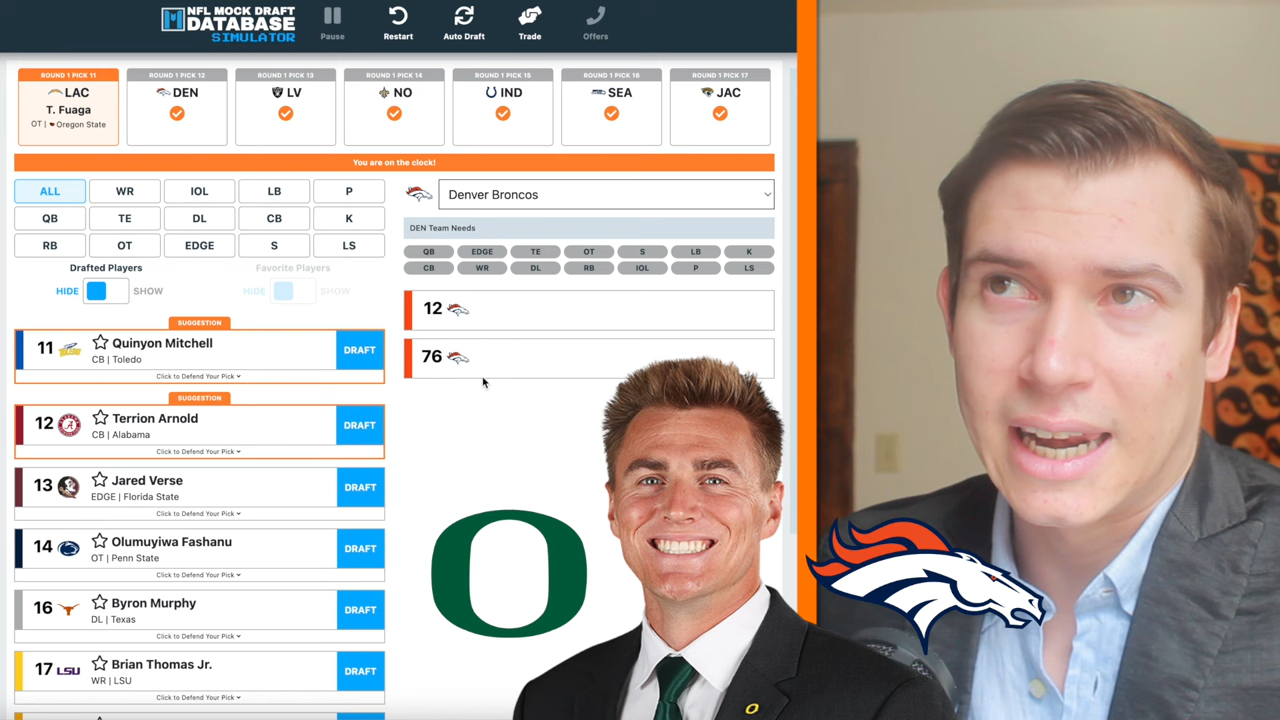 NFL MOCK DRAFT
DATABASE
SIMULATOR
Pause
Restart
Auto Draft
Trade
Offers
ROUND 1 PICK 11
LAC
T. Fuaga
OT | Oregon State
ROUND 1 PICK 12
DEN
ROUND 1 PICK 13
LV
ROUND 1 PICK 14
NO
ROUND 1 PICK 15
IND
ROUND 1 PICK 16
SEA
ROUND 1 PICK 17
JAC
You are on the clock!
ALL
WR
IOL
LB
P
QB
TE
DL
CB
K
RB
OT
EDGE
S
LS
Drafted Players
HIDE
SHOW
Favorite Players
HIDE
SHOW
SUGGESTION
11
Quinyon Mitchell
CB | Toledo
DRAFT
Click to Defend Your Pick
SUGGESTION
12
Terrion Arnold
CB | Alabama
DRAFT
Click to Defend Your Pick
13
Jared Verse
EDGE | Florida State
DRAFT
Click to Defend Your Pick
14
Olumuyiwa Fashanu
OT | Penn State
DRAFT
Click to Defend Your Pick
16
Byron Murphy
DL | Texas
DRAFT
Click to Defend Your Pick
17
LSU
Brian Thomas Jr.
WR | LSU
DRAFT
Click to Defend Your Pick
Denver Broncos
DEN Team Needs
QB
EDGE
TE
OT
S
LB
K
CB
WR
DL
RB
IOL
P
LS
12
76
O
O